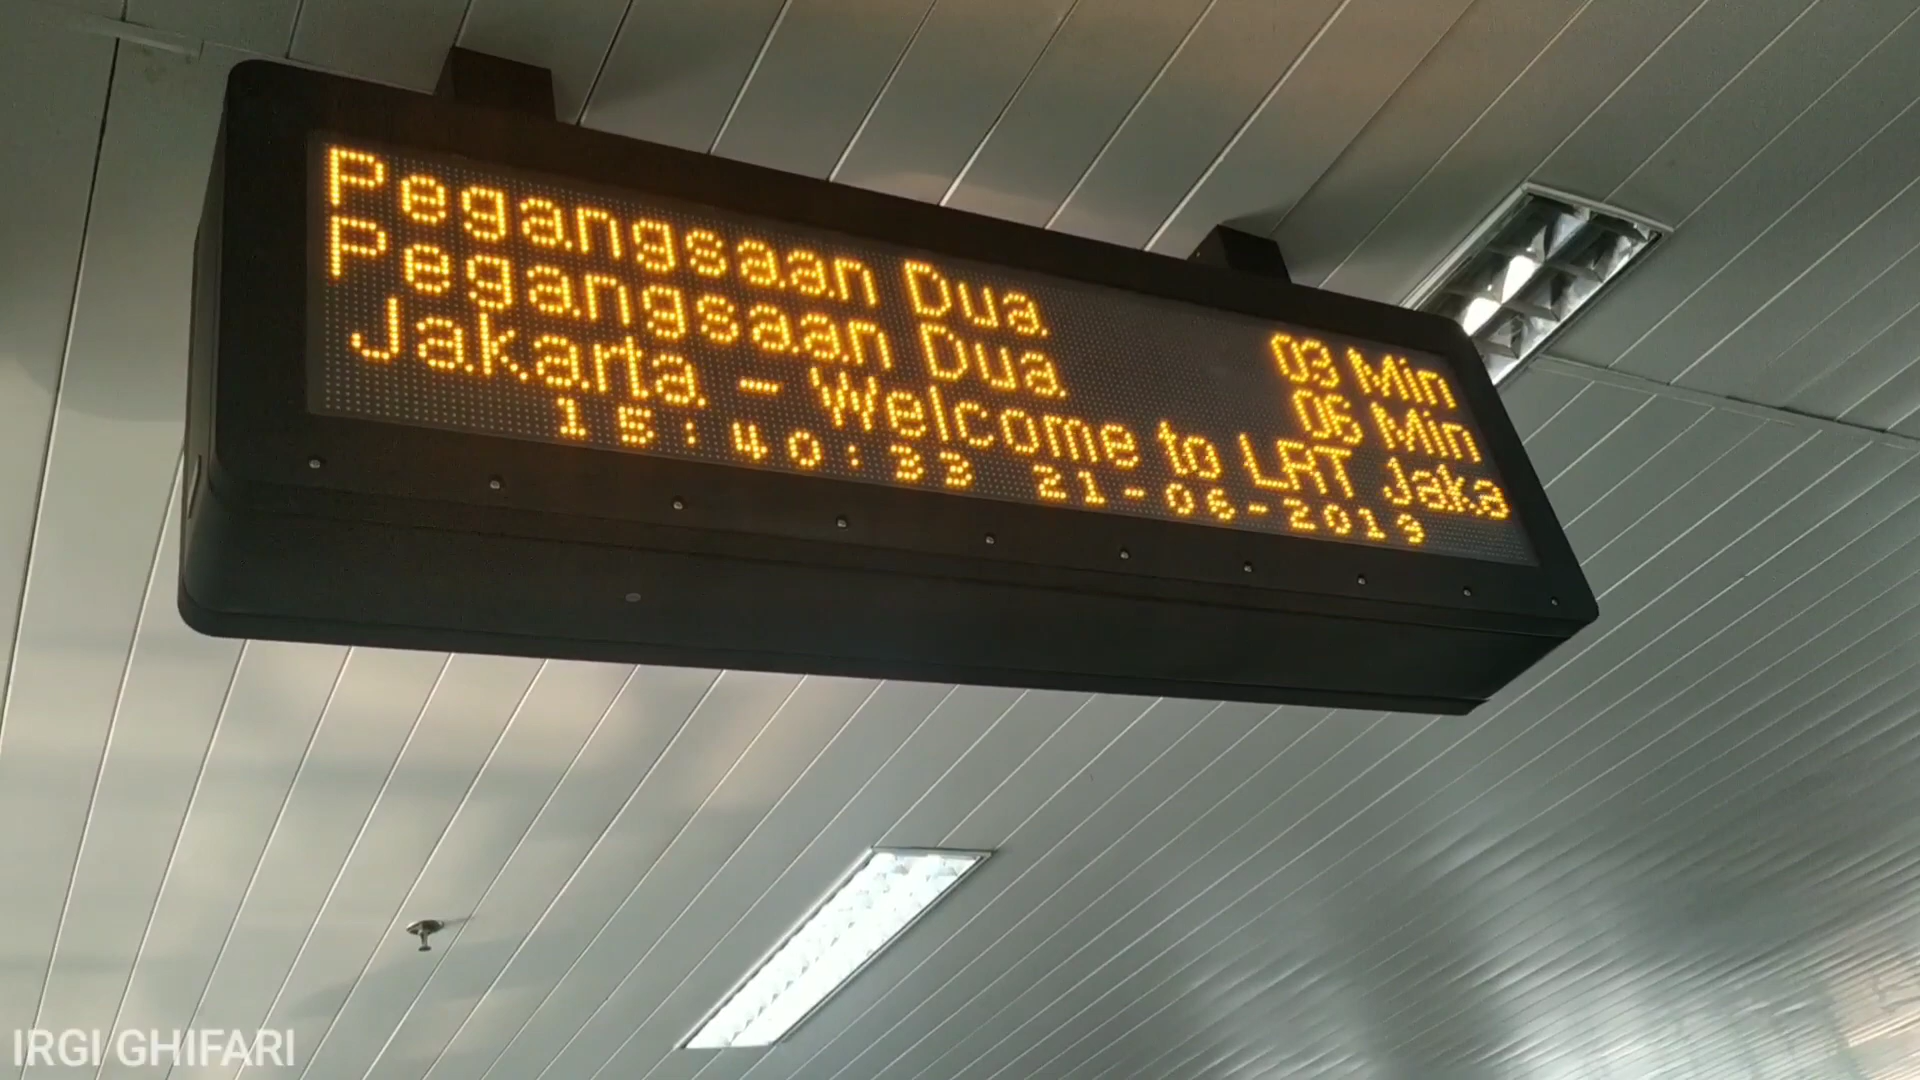 Pegangsaan Dua 03 Min
Pegangsaan Dua 06 Min
Jakarta - Welcome to LRT Jaka
15:40:33 21-06-2019
IRGI GHIFARI